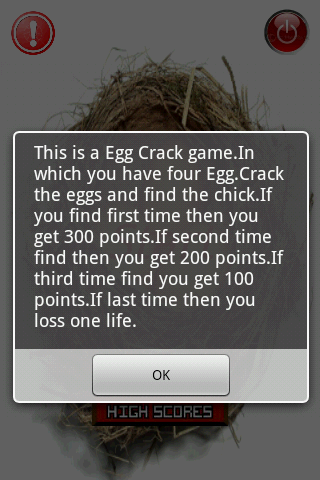 This is a Egg Crack game.In
which you have four Egg.Crack
the eggs and find the chick.If
you find first time then you
get 300 points.If second time
find then you get 200 points.If
third time find you get 100
points.If last time then you
loss one life.
OK
HIGH SCORES